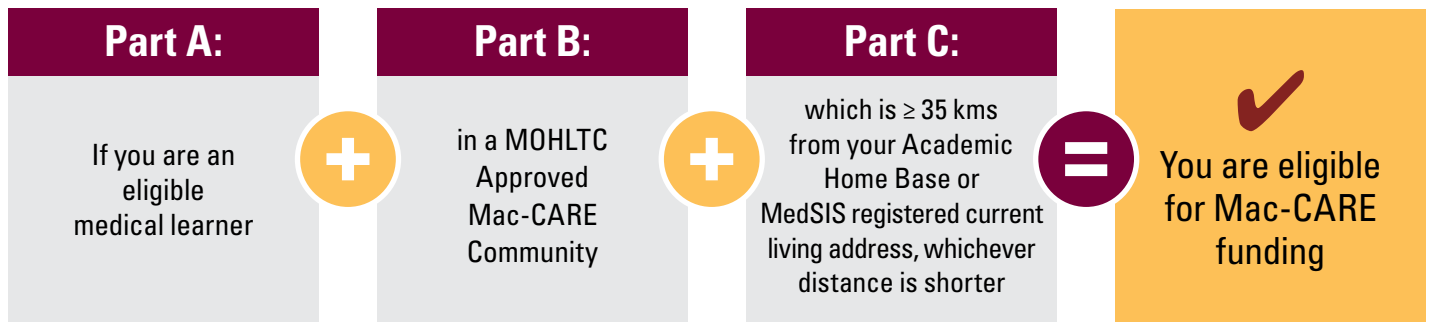 Part A:
If you are an
eligible
medical learner
+
Part B:
in a MOHLTC
Approved
Mac-CARE
Community
+
Part C:
which is ≥ 35 kms
from your Academic
Home Base or
MedSIS registered current
living address, whichever
distance is shorter
=
You are eligible
for Mac-CARE
funding